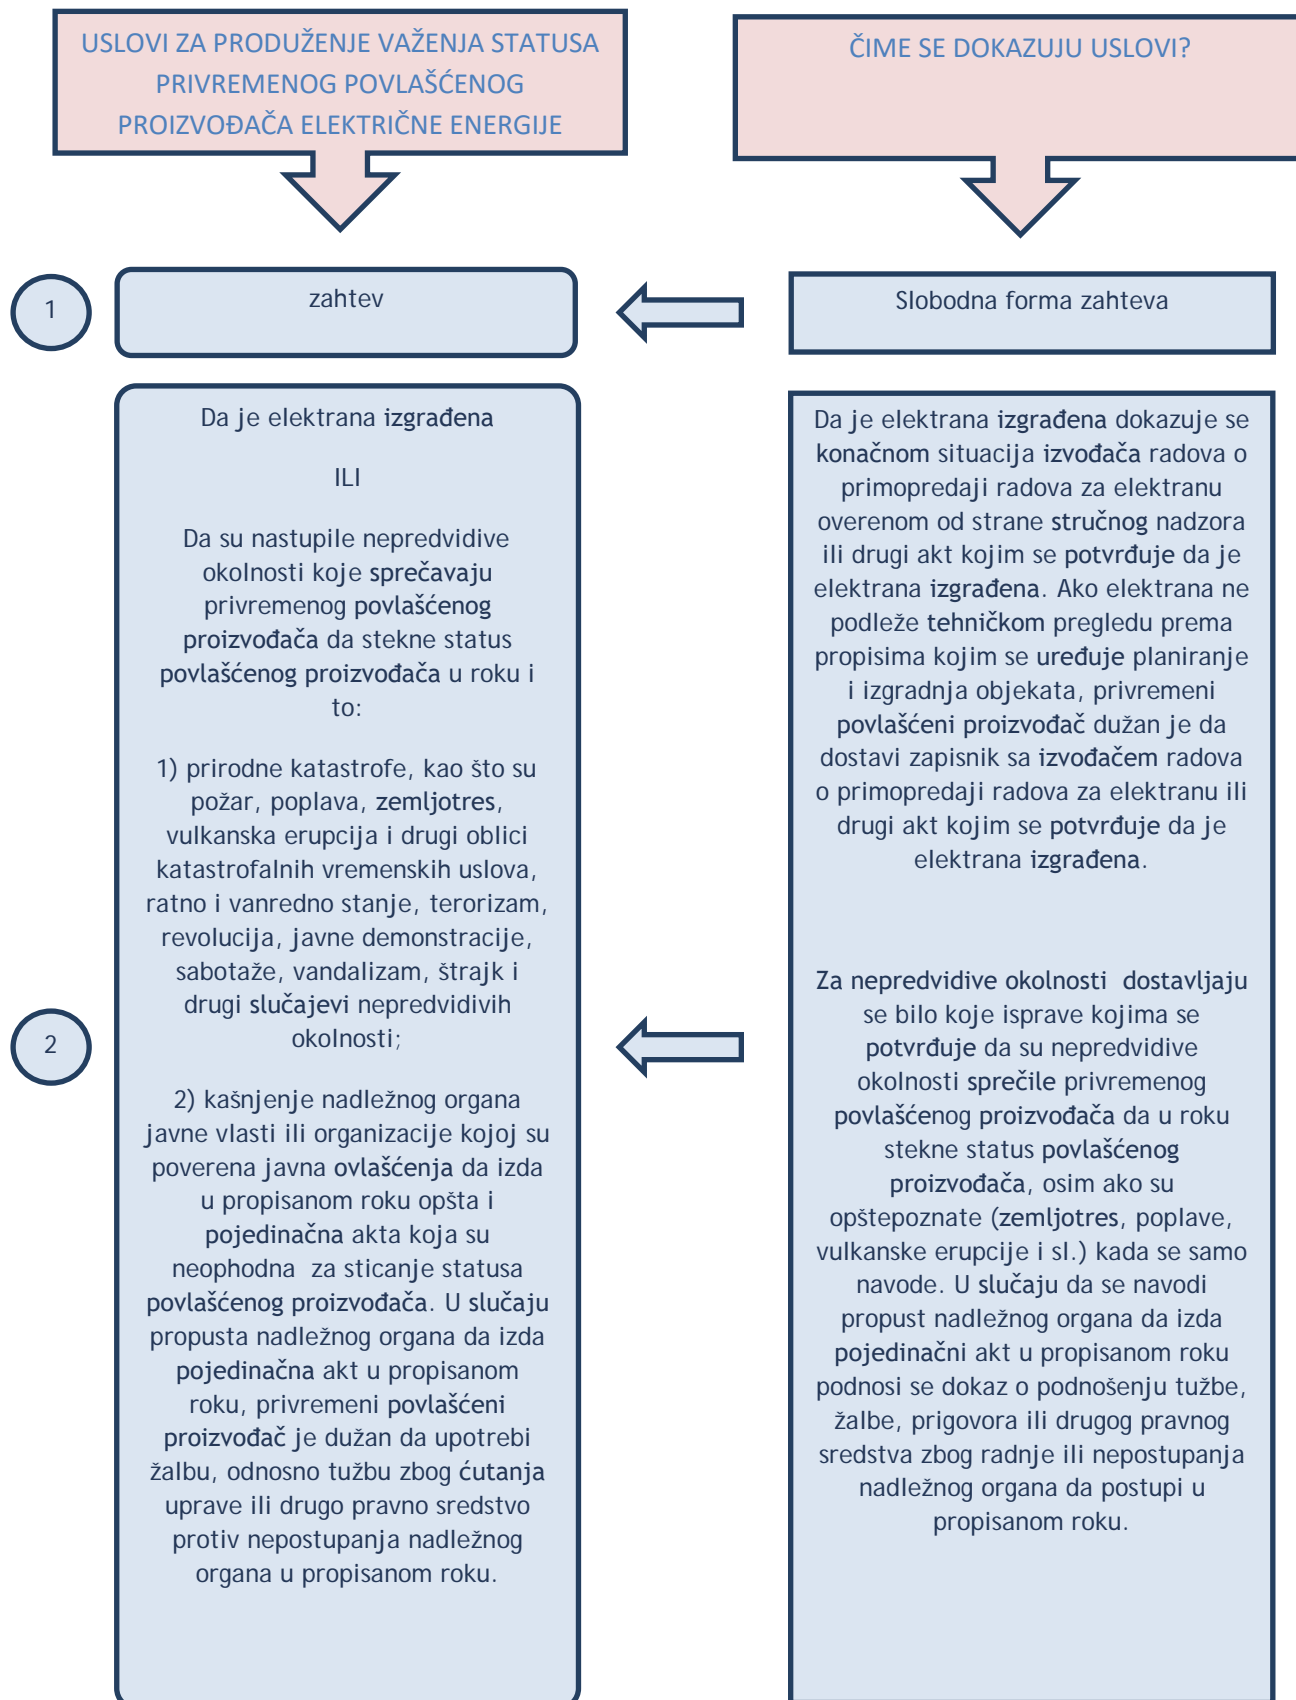 USLOVI ZA PRODUŽENJE VAŽENJA STATUSA
PRIVREMENOG POVLAŠĆENOG
PROIZVOĐAČA ELEKTRIČNE ENERGIJE
ČIME SE DOKAZUJU USLOVI?
1
zahtev
Slobodna forma zahteva
2
Da je elektrana izgrađena
ILI
Da su nastupile nepredvidive
okolnosti koje sprečavaju
privremenog povlašćenog
proizvođača da stekne status
povlašćenog proizvođača u roku i
to:
1) prirodne katastrofe, kao što su
požar, poplava, zemljotres,
vulkanska erupcija i drugi oblici
katastrofalnih vremenskih uslova,
ratno i vanredno stanje, terorizam,
revolucija, javne demonstracije,
sabotaže, vandalizam, štrajk i
drugi slučajevi nepredvidivih
okolnosti;
2) kašnjenje nadležnog organa
javne vlasti ili organizacije kojoj su
poverena javna ovlašćenja da izda
u propisanom roku opšta i
pojedinačna akta koja su
neophodna za sticanje statusa
povlašćenog proizvođača. U slučaju
propusta nadležnog organa da izda
pojedinačna akt u propisanom
roku, privremeni povlašćeni
proizvođač je dužan da upotrebi
žalbu, odnosno tužbu zbog ćutanja
uprave ili drugo pravno sredstvo
protiv nepostupanja nadležnog
organa u propisanom roku.
Da je elektrana izgrađena dokazuje se
konačnom situacija izvođača radova o
primopredaji radova za elektranu
overenom od strane stručnog nadzora
ili drugi akt kojim se potvrđuje da je
elektrana izgrađena. Ako elektrana ne
podleže tehničkom pregledu prema
propisima kojim se uređuje planiranje
i izgradnja objekata, privremeni
povlašćeni proizvođač dužan je da
dostavi zapisnik sa izvođačem radova
o primopredaji radova za elektranu ili
drugi akt kojim se potvrđuje da je
elektrana izgrađena.
Za nepredvidive okolnosti dostavljaju
se bilo koje isprave kojima se
potvrđuje da su nepredvidive
okolnosti sprečile privremenog
povlašćenog proizvođača da u roku
stekne status povlašćenog
proizvođača, osim ako su
opštepoznate (zemljotres, poplave,
vulkanske erupcije i sl.) kada se samo
navode. U slučaju da se navodi
propust nadležnog organa da izda
pojedinačni akt u propisanom roku
podnosi se dokaz o podnošenju tužbe,
žalbe, prigovora ili drugog pravnog
sredstva zbog radnje ili nepostupanja
nadležnog organa da postupi u
propisanom roku.